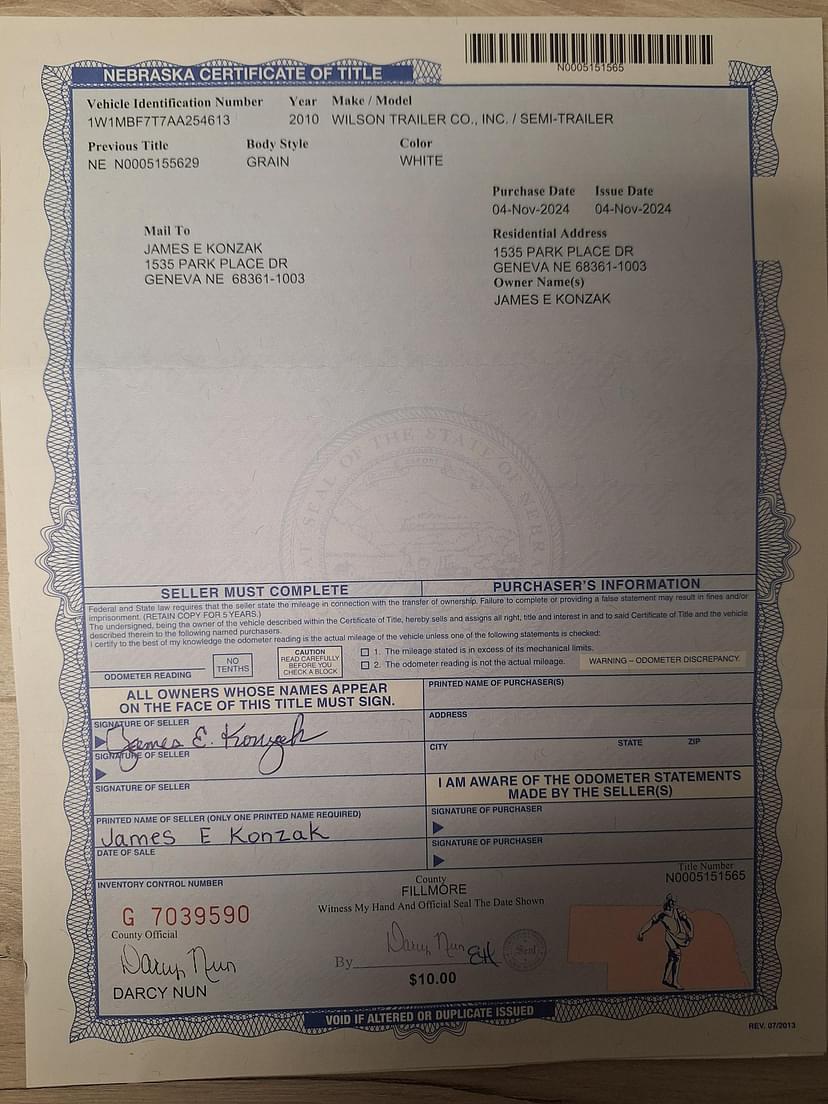 N0005151565
NEBRASKA CERTIFICATE OF TITLE
Vehicle Identification Number Year Make / Model
1W1MBF7T7AA254613 2010 WILSON TRAILER CO., INC. / SEMI-TRAILER
Previous Title Body Style Color
NE N0005155629 GRAIN WHITE
Purchase Date Issue Date
04-Nov-2024 04-Nov-2024
Mail To
JAMES E KONZAK
1535 PARK PLACE DR
GENEVA NE 68361-1003
Residential Address
1535 PARK PLACE DR
GENEVA NE 68361-1003
Owner Name(s)
JAMES E KONZAK
SEAL OF THE STATE OF NEBR
SELLER MUST COMPLETE
PURCHASER'S INFORMATION
Federal and State law requires that the seller state the mileage in connection with the transfer of ownership. Failure to complete or providing a false statement may result in fines and/or
imprisonment. (RETAIN COPY FOR 5 YEARS.)
The undersigned, being the owner of the vehicle described within the Certificate of Title, hereby sells and assigns all right, title and interest in and to said Certificate of Title and the vehicle
described therein to the following named purchasers.
I certify to the best of my knowledge the odometer reading is the actual mileage of the vehicle unless one of the following statements is checked:
ODOMETER READING
NO
TENTHS
CAUTION
READ CAREFULLY
BEFORE YOU
CHECK A BLOCK
1. The mileage stated is in excess of its mechanical limits.
2. The odometer reading is not the actual mileage.
WARNING – ODOMETER DISCREPANCY.
ALL OWNERS WHOSE NAMES APPEAR
ON THE FACE OF THIS TITLE MUST SIGN.
SIGNATURE OF SELLER
James E. Konzak
SIGNATURE OF SELLER
SIGNATURE OF SELLER
PRINTED NAME OF SELLER (ONLY ONE PRINTED NAME REQUIRED)
James E Konzak
DATE OF SALE
PRINTED NAME OF PURCHASER(S)
ADDRESS
CITY STATE ZIP
I AM AWARE OF THE ODOMETER STATEMENTS
MADE BY THE SELLER(S)
SIGNATURE OF PURCHASER
SIGNATURE OF PURCHASER
INVENTORY CONTROL NUMBER
G 7039590
County Official
Darcy Nun
DARCY NUN
County
FILLMORE
Witness My Hand And Official Seal The Date Shown
By Darcy Nun
Seal
$10.00
Title Number
N0005151565
VOID IF ALTERED OR DUPLICATE ISSUED
REV. 07/2013